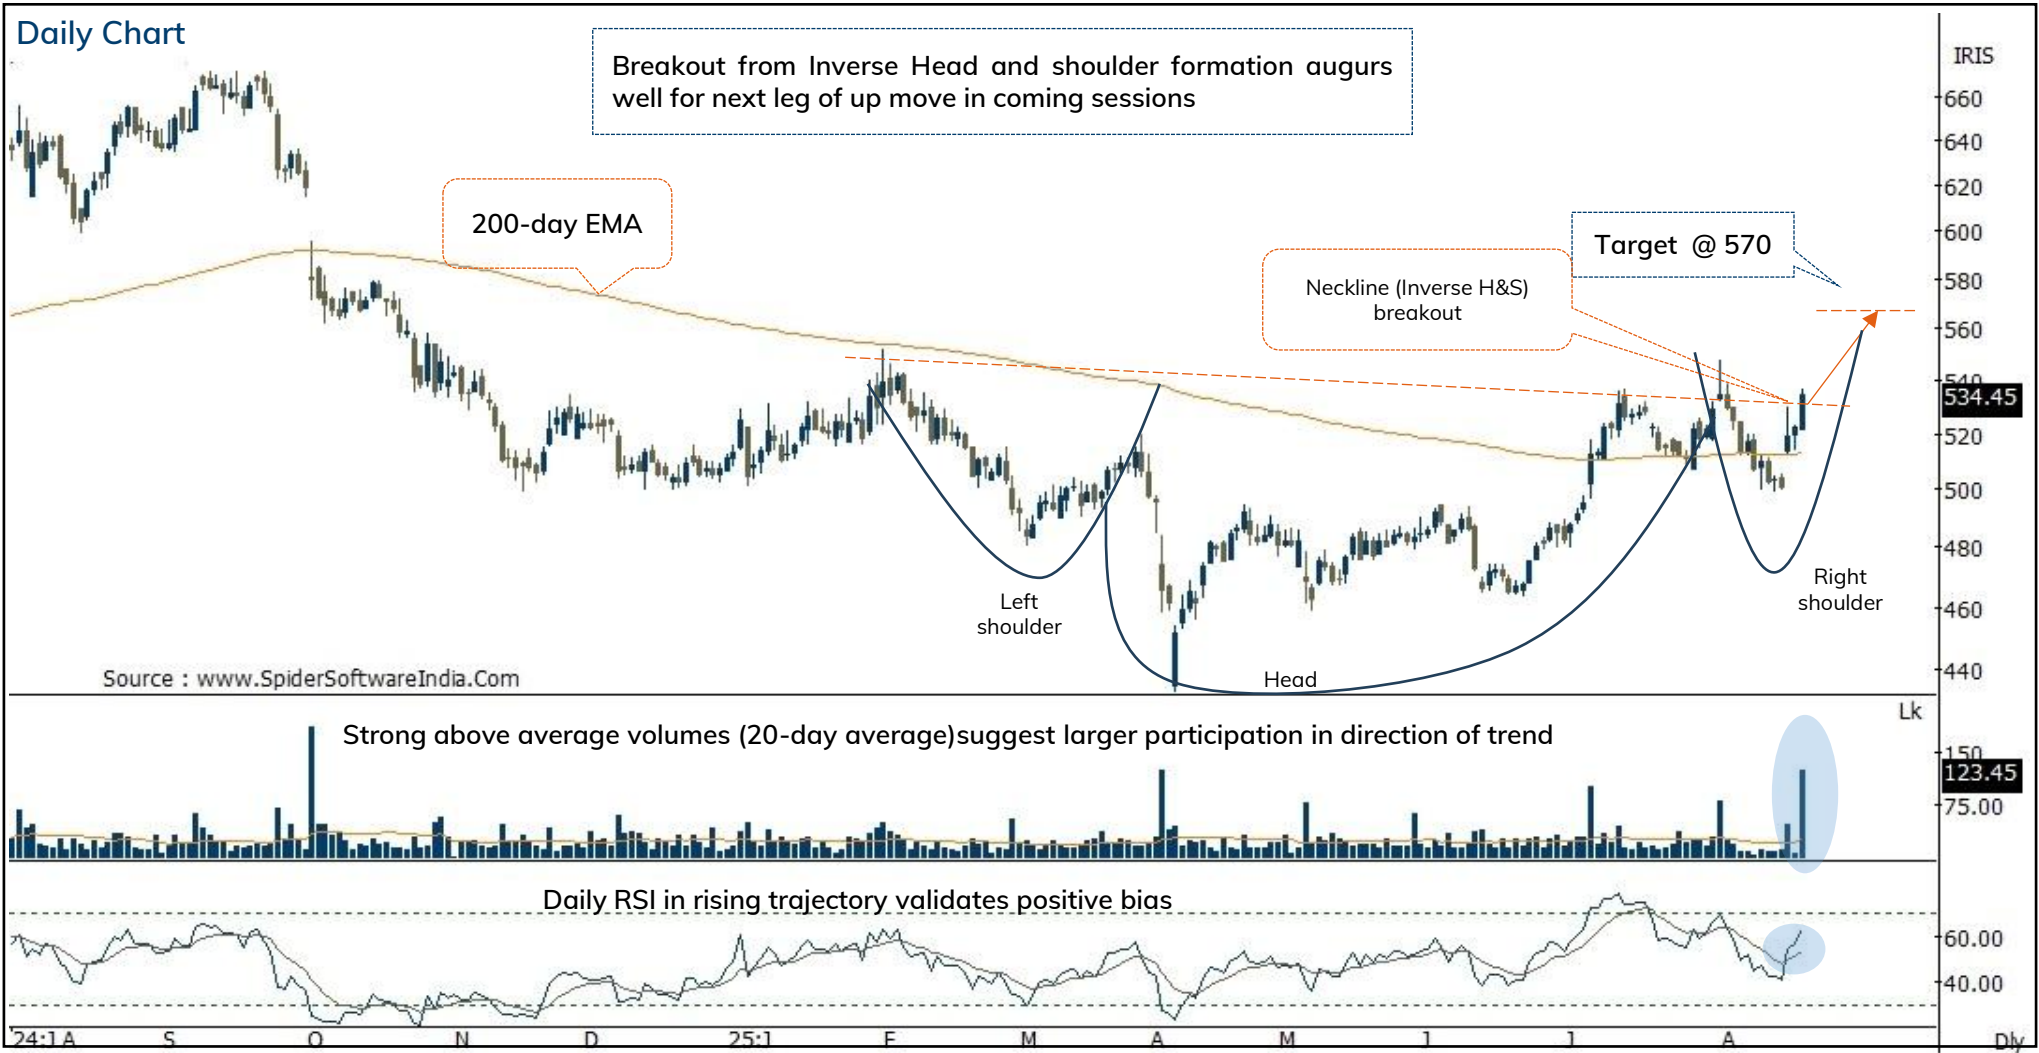 Daily Chart
Breakout from Inverse Head and shoulder formation augurs
well for next leg of up move in coming sessions
IRIS
660
640
620
600
580
560
540
534.45
520
500
480
460
440
200-day EMA
Target @ 570
Neckline (Inverse H&S)
breakout
Left
shoulder
Head
Right
shoulder
Source : www.SpiderSoftwareIndia.Com
Lk
Strong above average volumes (20-day average)suggest larger participation in direction of trend
150
123.45
75.00
Daily RSI in rising trajectory validates positive bias
60.00
40.00
24:J A S O N D 25:J F M A M J J A Dly